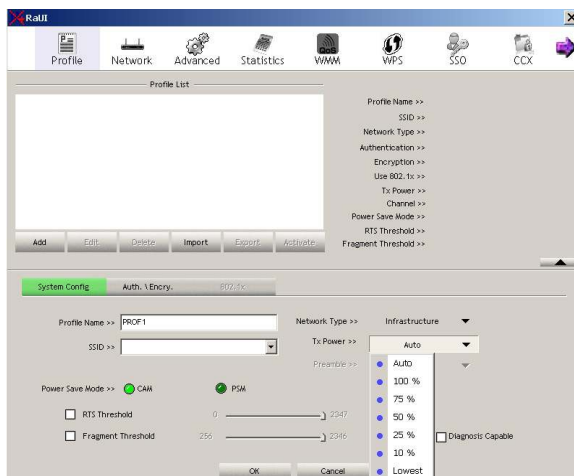 RaUI
Profile Network Advanced Statistics WMM WPS SSO CCX
QoS
Profile List
Profile Name >>
SSID >>
Network Type >>
Authentication >>
Encryption >>
Use 802.1x >>
Tx Power >>
Channel >>
Power Save Mode >>
RTS Threshold >>
Fragment Threshold >>
Add Edit Delete Import Export Activate
System Config Auth. \ Encry. 802.1x
Profile Name >> PROF1 Network Type >> Infrastructure
SSID >> Tx Power >> Auto
Preamble >>
Auto
100 %
75 %
50 %
25 %
10 %
Lowest
Power Save Mode >> CAM PSM
RTS Threshold 0 2347
Fragment Threshold 256 2346
Diagnosis Capable
OK Cancel